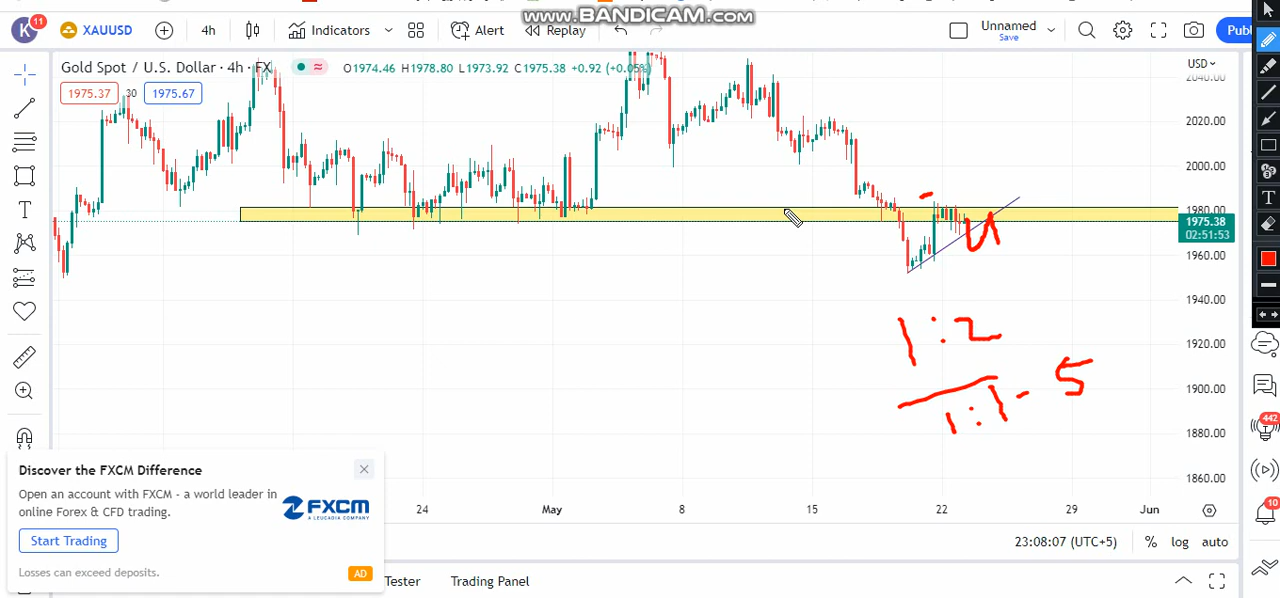 www.BANDICAM.com
K 11 XAUUSD 4h Indicators Alert Replay Unnamed Publ
Save
Gold Spot / U.S. Dollar · 4h · FX O1974.46 H1978.80 L1973.92 C1975.38 +0.92 (+0.05%) USD
1975.37 30 1975.67
2040.00
2020.00
2000.00
1980.00
1975.38
02:51:53
1960.00
1940.00
1:2
1920.00
1:1-5
1900.00
1880.00
1860.00
442
10
Discover the FXCM Difference
Open an account with FXCM - a world leader in
online Forex & CFD trading.
FXCM
A LEUCADIA COMPANY
Start Trading
Losses can exceed deposits. AD
24 May 8 15 22 29 Jun
23:08:07 (UTC+5) % log auto
Tester Trading Panel